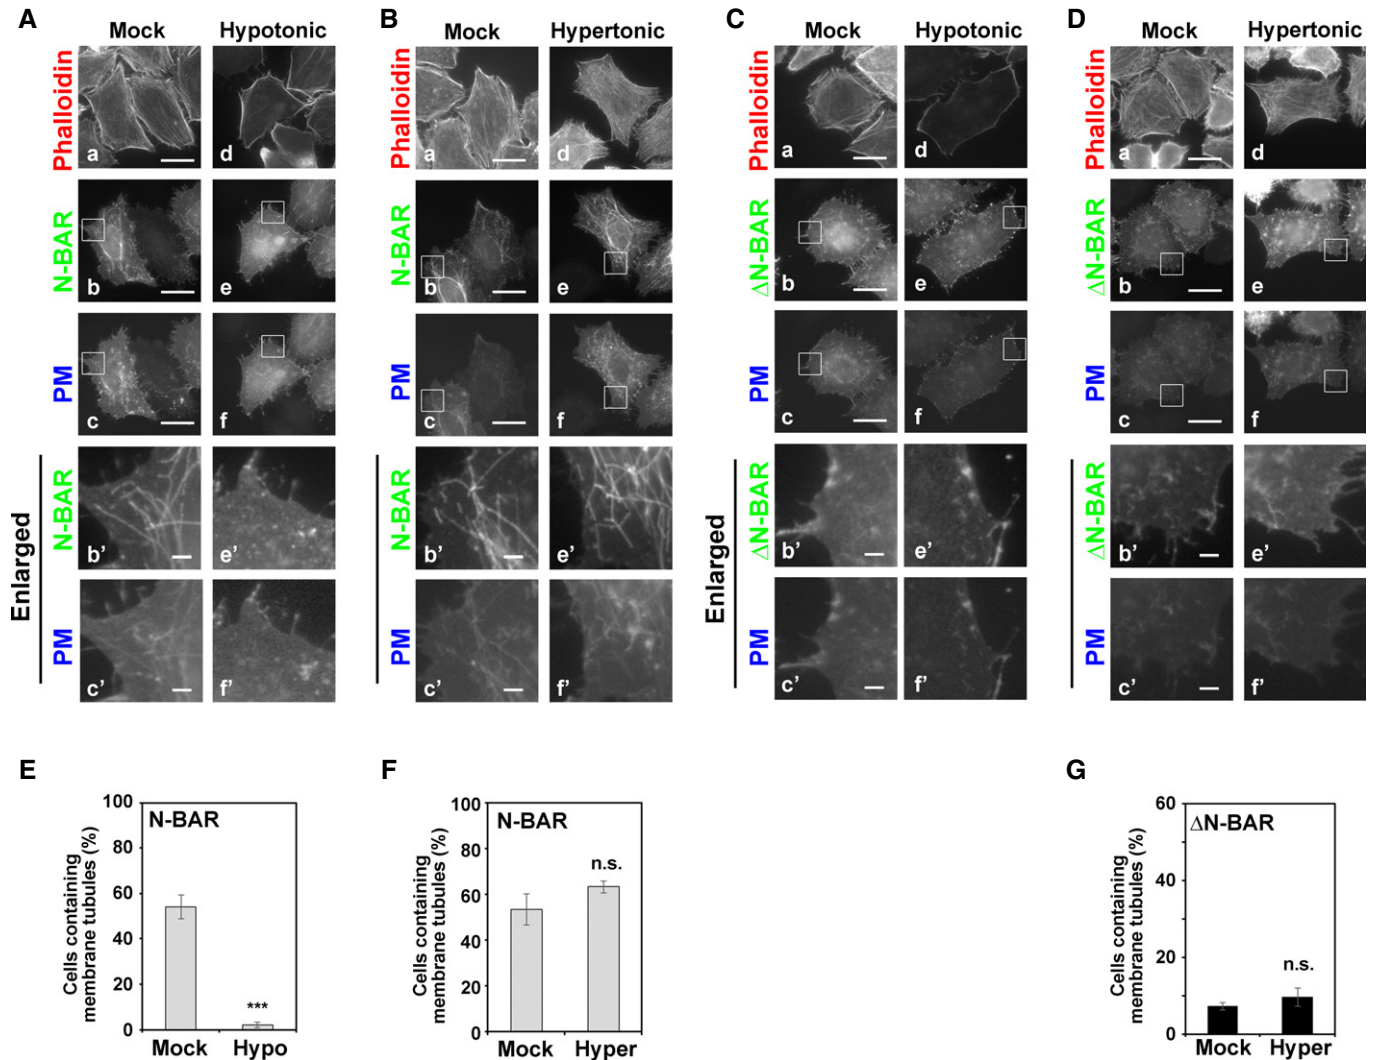 A B C D
Mock Hypotonic Mock Hypertonic Mock Hypotonic Mock Hypertonic
Phalloidin a d Phalloidin a d Phalloidin a d Phalloidin a d
N-BAR b e N-BAR b e ΔN-BAR b e ΔN-BAR b e
PM c f PM c f PM c f PM c f
Enlarged Enlarged
N-BAR b’ e’ N-BAR b’ e’ ΔN-BAR b’ e’ ΔN-BAR b’ e’
PM c’ f’ PM c’ f’ PM c’ f’ PM c’ f’
E
Cells containing
membrane tubules (%)
100
80
60
40
20
0
N-BAR
***
Mock Hypo
F
Cells containing
membrane tubules (%)
100
80
60
40
20
0
N-BAR
n.s.
Mock Hyper
G
Cells containing
membrane tubules (%)
60
40
20
0
ΔN-BAR
n.s.
Mock Hyper